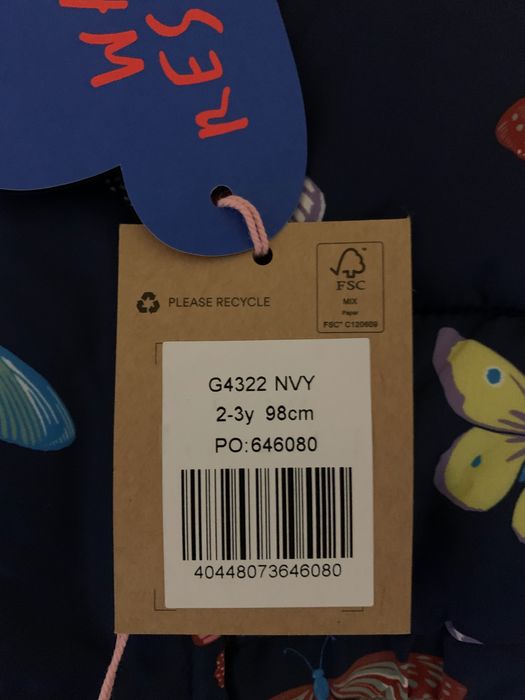 PLEASE RECYCLE
FSC
MIX
Paper
FSC® C120609
G4322 NVY
2-3y 98cm
PO:646080
40448073646080